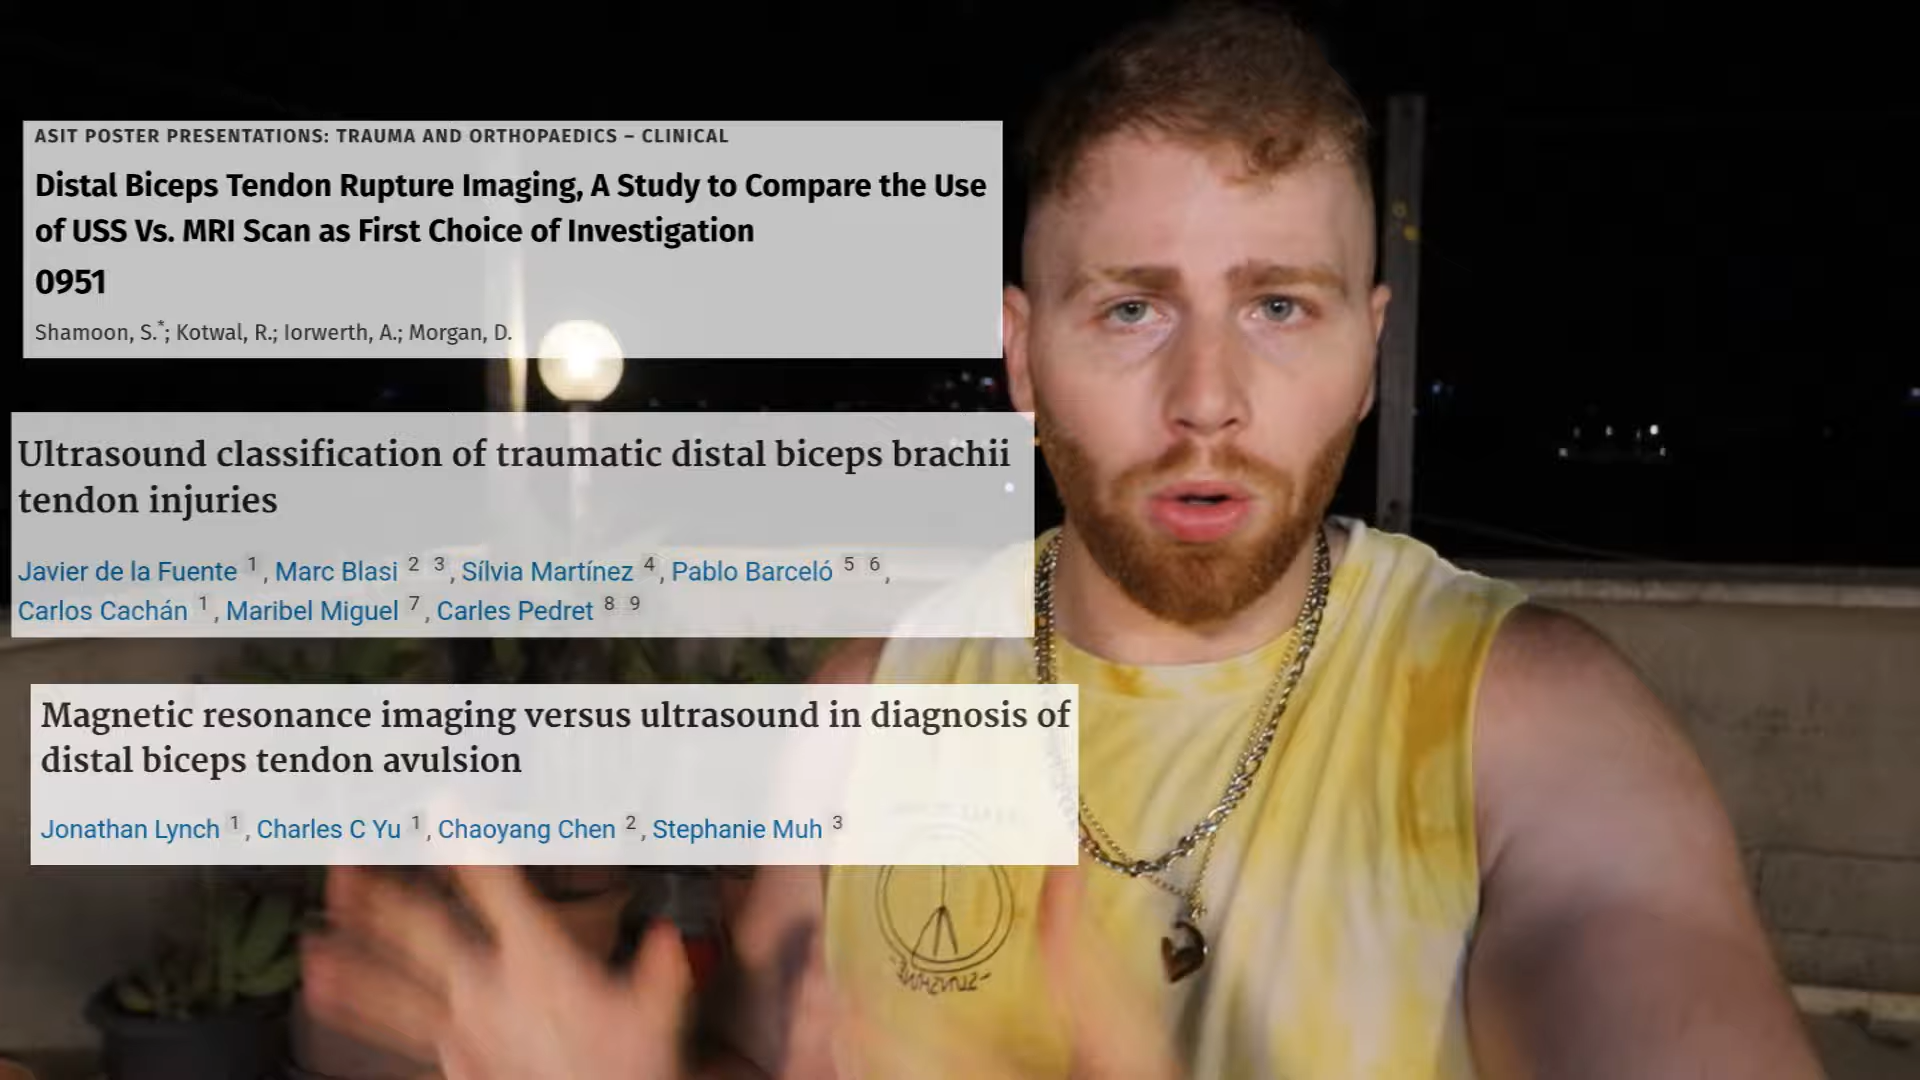 ASIT POSTER PRESENTATIONS: TRAUMA AND ORTHOPAEDICS – CLINICAL
Distal Biceps Tendon Rupture Imaging, A Study to Compare the Use
of USS Vs. MRI Scan as First Choice of Investigation
0951
Shamoon, S.*; Kotwal, R.; Iorwerth, A.; Morgan, D.
Ultrasound classification of traumatic distal biceps brachii
tendon injuries
Javier de la Fuente 1, Marc Blasi 2 3, Sílvia Martínez 4, Pablo Barceló 5 6,
Carlos Cachán 1, Maribel Miguel 7, Carles Pedret 8 9
Magnetic resonance imaging versus ultrasound in diagnosis of
distal biceps tendon avulsion
Jonathan Lynch 1, Charles C Yu 1, Chaoyang Chen 2, Stephanie Muh 3